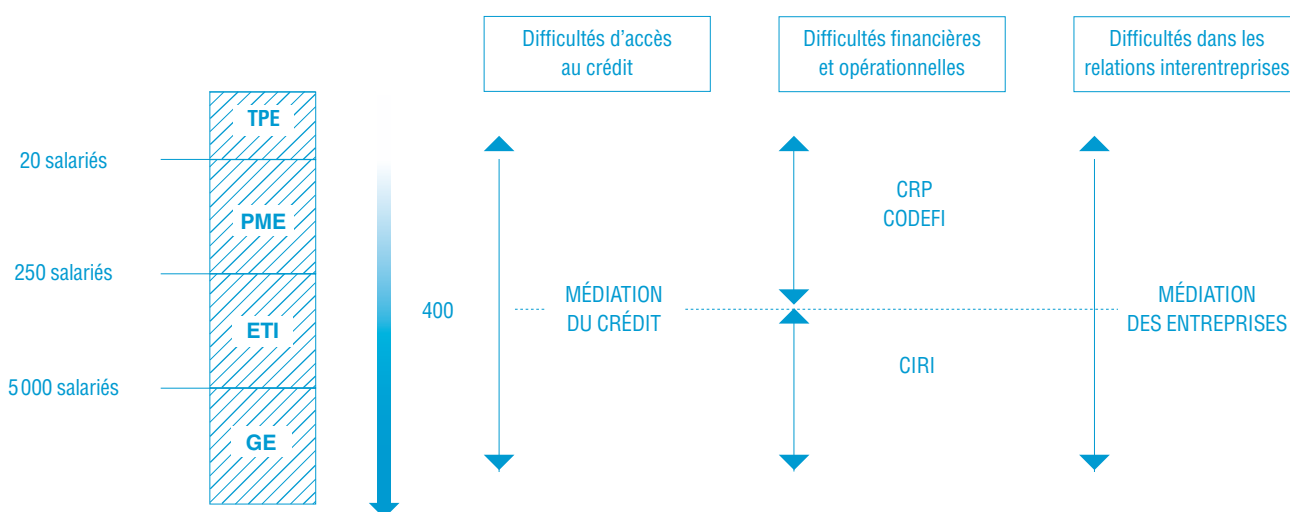 Difficultés d'accès
au crédit
Difficultés financières
et opérationnelles
Difficultés dans les
relations interentreprises
TPE
20 salariés
PME
CRP
CODEFI
250 salariés
400
MÉDIATION
DU CRÉDIT
MÉDIATION
DES ENTREPRISES
ETI
CIRI
5 000 salariés
GE